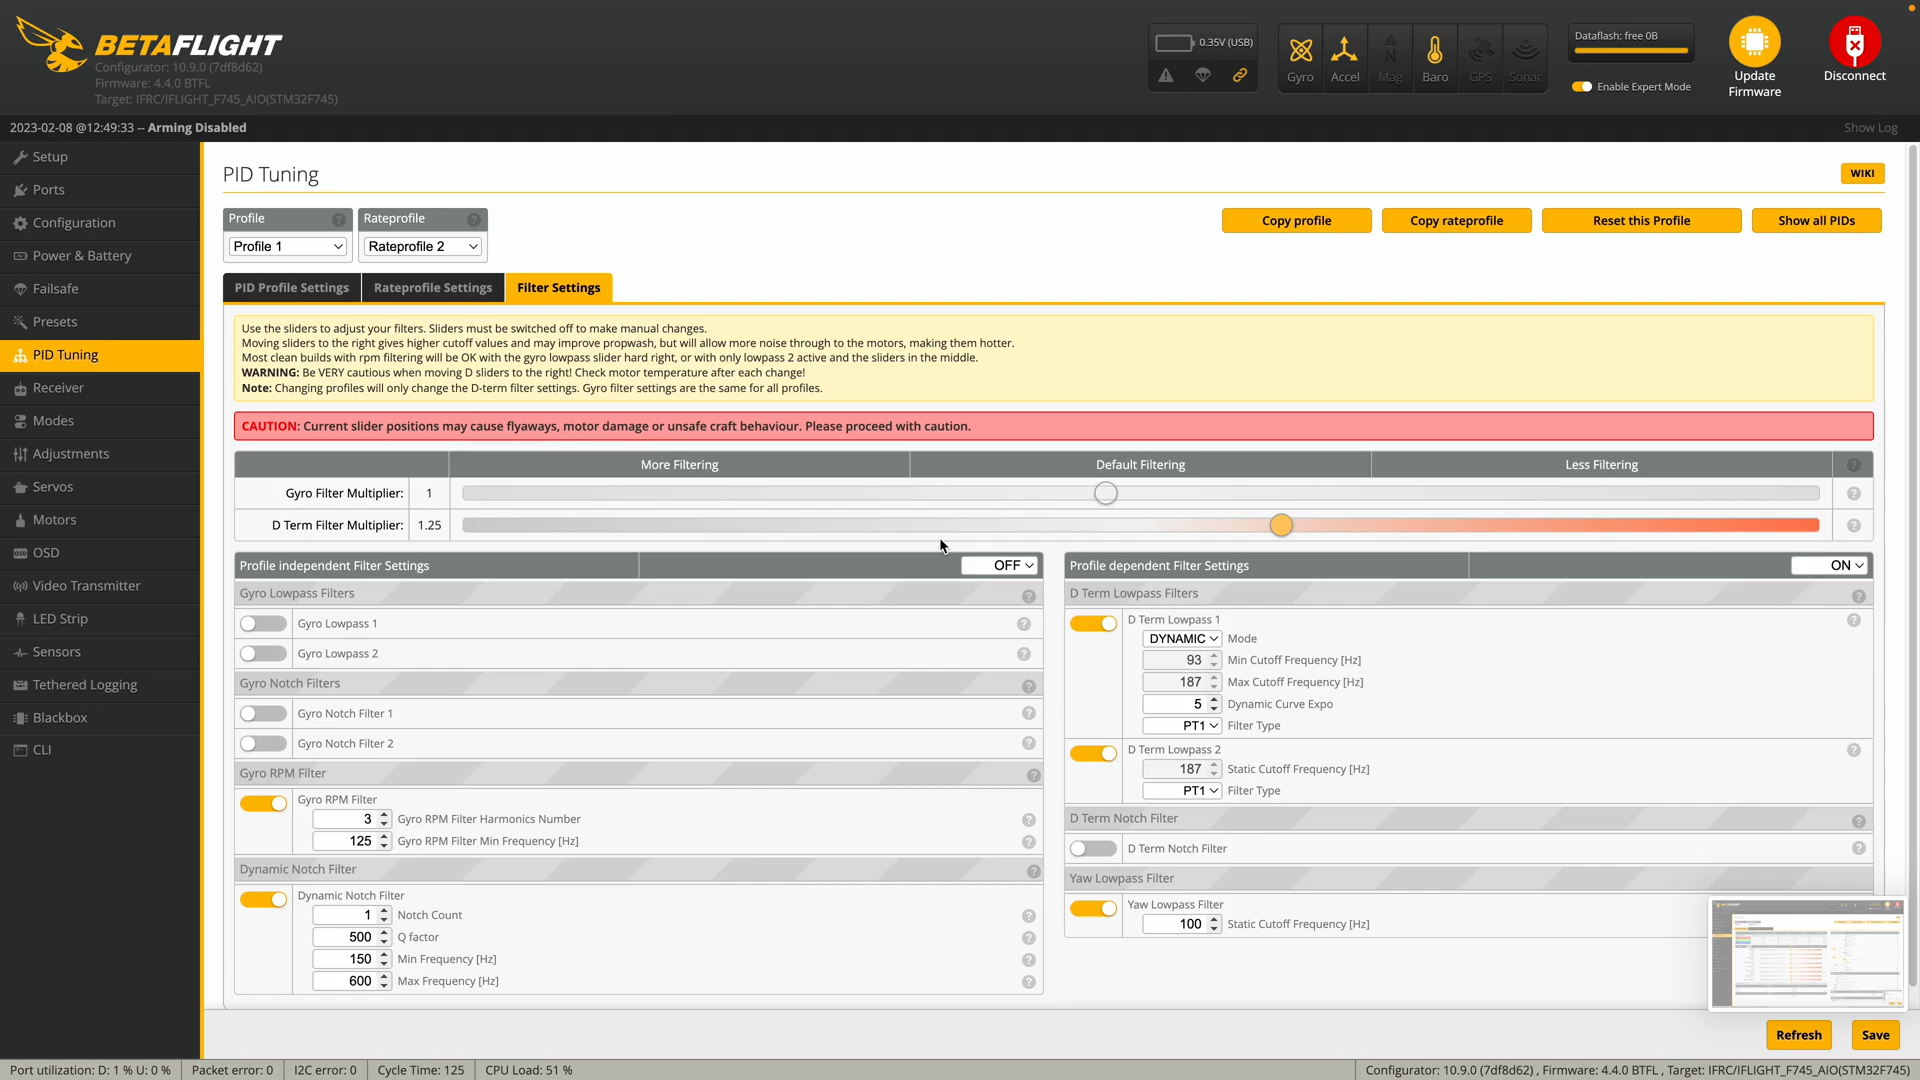 BETAFLIGHT
Configurator: 10.9.0 (7df8d62)
Firmware: 4.4.0 BTFL
Target: IFRC/IFLIGHT_F745_AIO(STM32F745)
0.35V (USB)
Gyro
Accel
Mag
Baro
GPS
Sonar
Dataflash: free 0B
Enable Expert Mode
Update
Firmware
Disconnect
2023-02-08 @12:49:33 -- Arming Disabled
Show Log
Setup
Ports
Configuration
Power & Battery
Failsafe
Presets
PID Tuning
Receiver
Modes
Adjustments
Servos
Motors
OSD
Video Transmitter
LED Strip
Sensors
Tethered Logging
Blackbox
CLI
PID Tuning
WIKI
Profile
Rateprofile
Profile 1
Rateprofile 2
Copy profile
Copy rateprofile
Reset this Profile
Show all PIDs
PID Profile Settings
Rateprofile Settings
Filter Settings
Use the sliders to adjust your filters. Sliders must be switched off to make manual changes.
Moving sliders to the right gives higher cutoff values and may improve propwash, but will allow more noise through to the motors, making them hotter.
Most clean builds with rpm filtering will be OK with the gyro lowpass slider hard right, or with only lowpass 2 active and the sliders in the middle.
WARNING: Be VERY cautious when moving D sliders to the right! Check motor temperature after each change!
Note: Changing profiles will only change the D-term filter settings. Gyro filter settings are the same for all profiles.
CAUTION: Current slider positions may cause flyaways, motor damage or unsafe craft behaviour. Please proceed with caution.
More Filtering
Default Filtering
Less Filtering
Gyro Filter Multiplier: 1
D Term Filter Multiplier: 1.25
Profile independent Filter Settings
OFF
Gyro Lowpass Filters
Gyro Lowpass 1
Gyro Lowpass 2
Gyro Notch Filters
Gyro Notch Filter 1
Gyro Notch Filter 2
Gyro RPM Filter
Gyro RPM Filter
3 Gyro RPM Filter Harmonics Number
125 Gyro RPM Filter Min Frequency [Hz]
Dynamic Notch Filter
Dynamic Notch Filter
1 Notch Count
500 Q factor
150 Min Frequency [Hz]
600 Max Frequency [Hz]
Profile dependent Filter Settings
ON
D Term Lowpass Filters
D Term Lowpass 1
DYNAMIC Mode
93 Min Cutoff Frequency [Hz]
187 Max Cutoff Frequency [Hz]
5 Dynamic Curve Expo
PT1 Filter Type
D Term Lowpass 2
187 Static Cutoff Frequency [Hz]
PT1 Filter Type
D Term Notch Filter
D Term Notch Filter
Yaw Lowpass Filter
Yaw Lowpass Filter
100 Static Cutoff Frequency [Hz]
Refresh
Save
Port utilization: D: 1 % U: 0 %
Packet error: 0
I2C error: 0
Cycle Time: 125
CPU Load: 51 %
Configurator: 10.9.0 (7df8d62) , Firmware: 4.4.0 BTFL , Target: IFRC/IFLIGHT_F745_AIO(STM32F745)